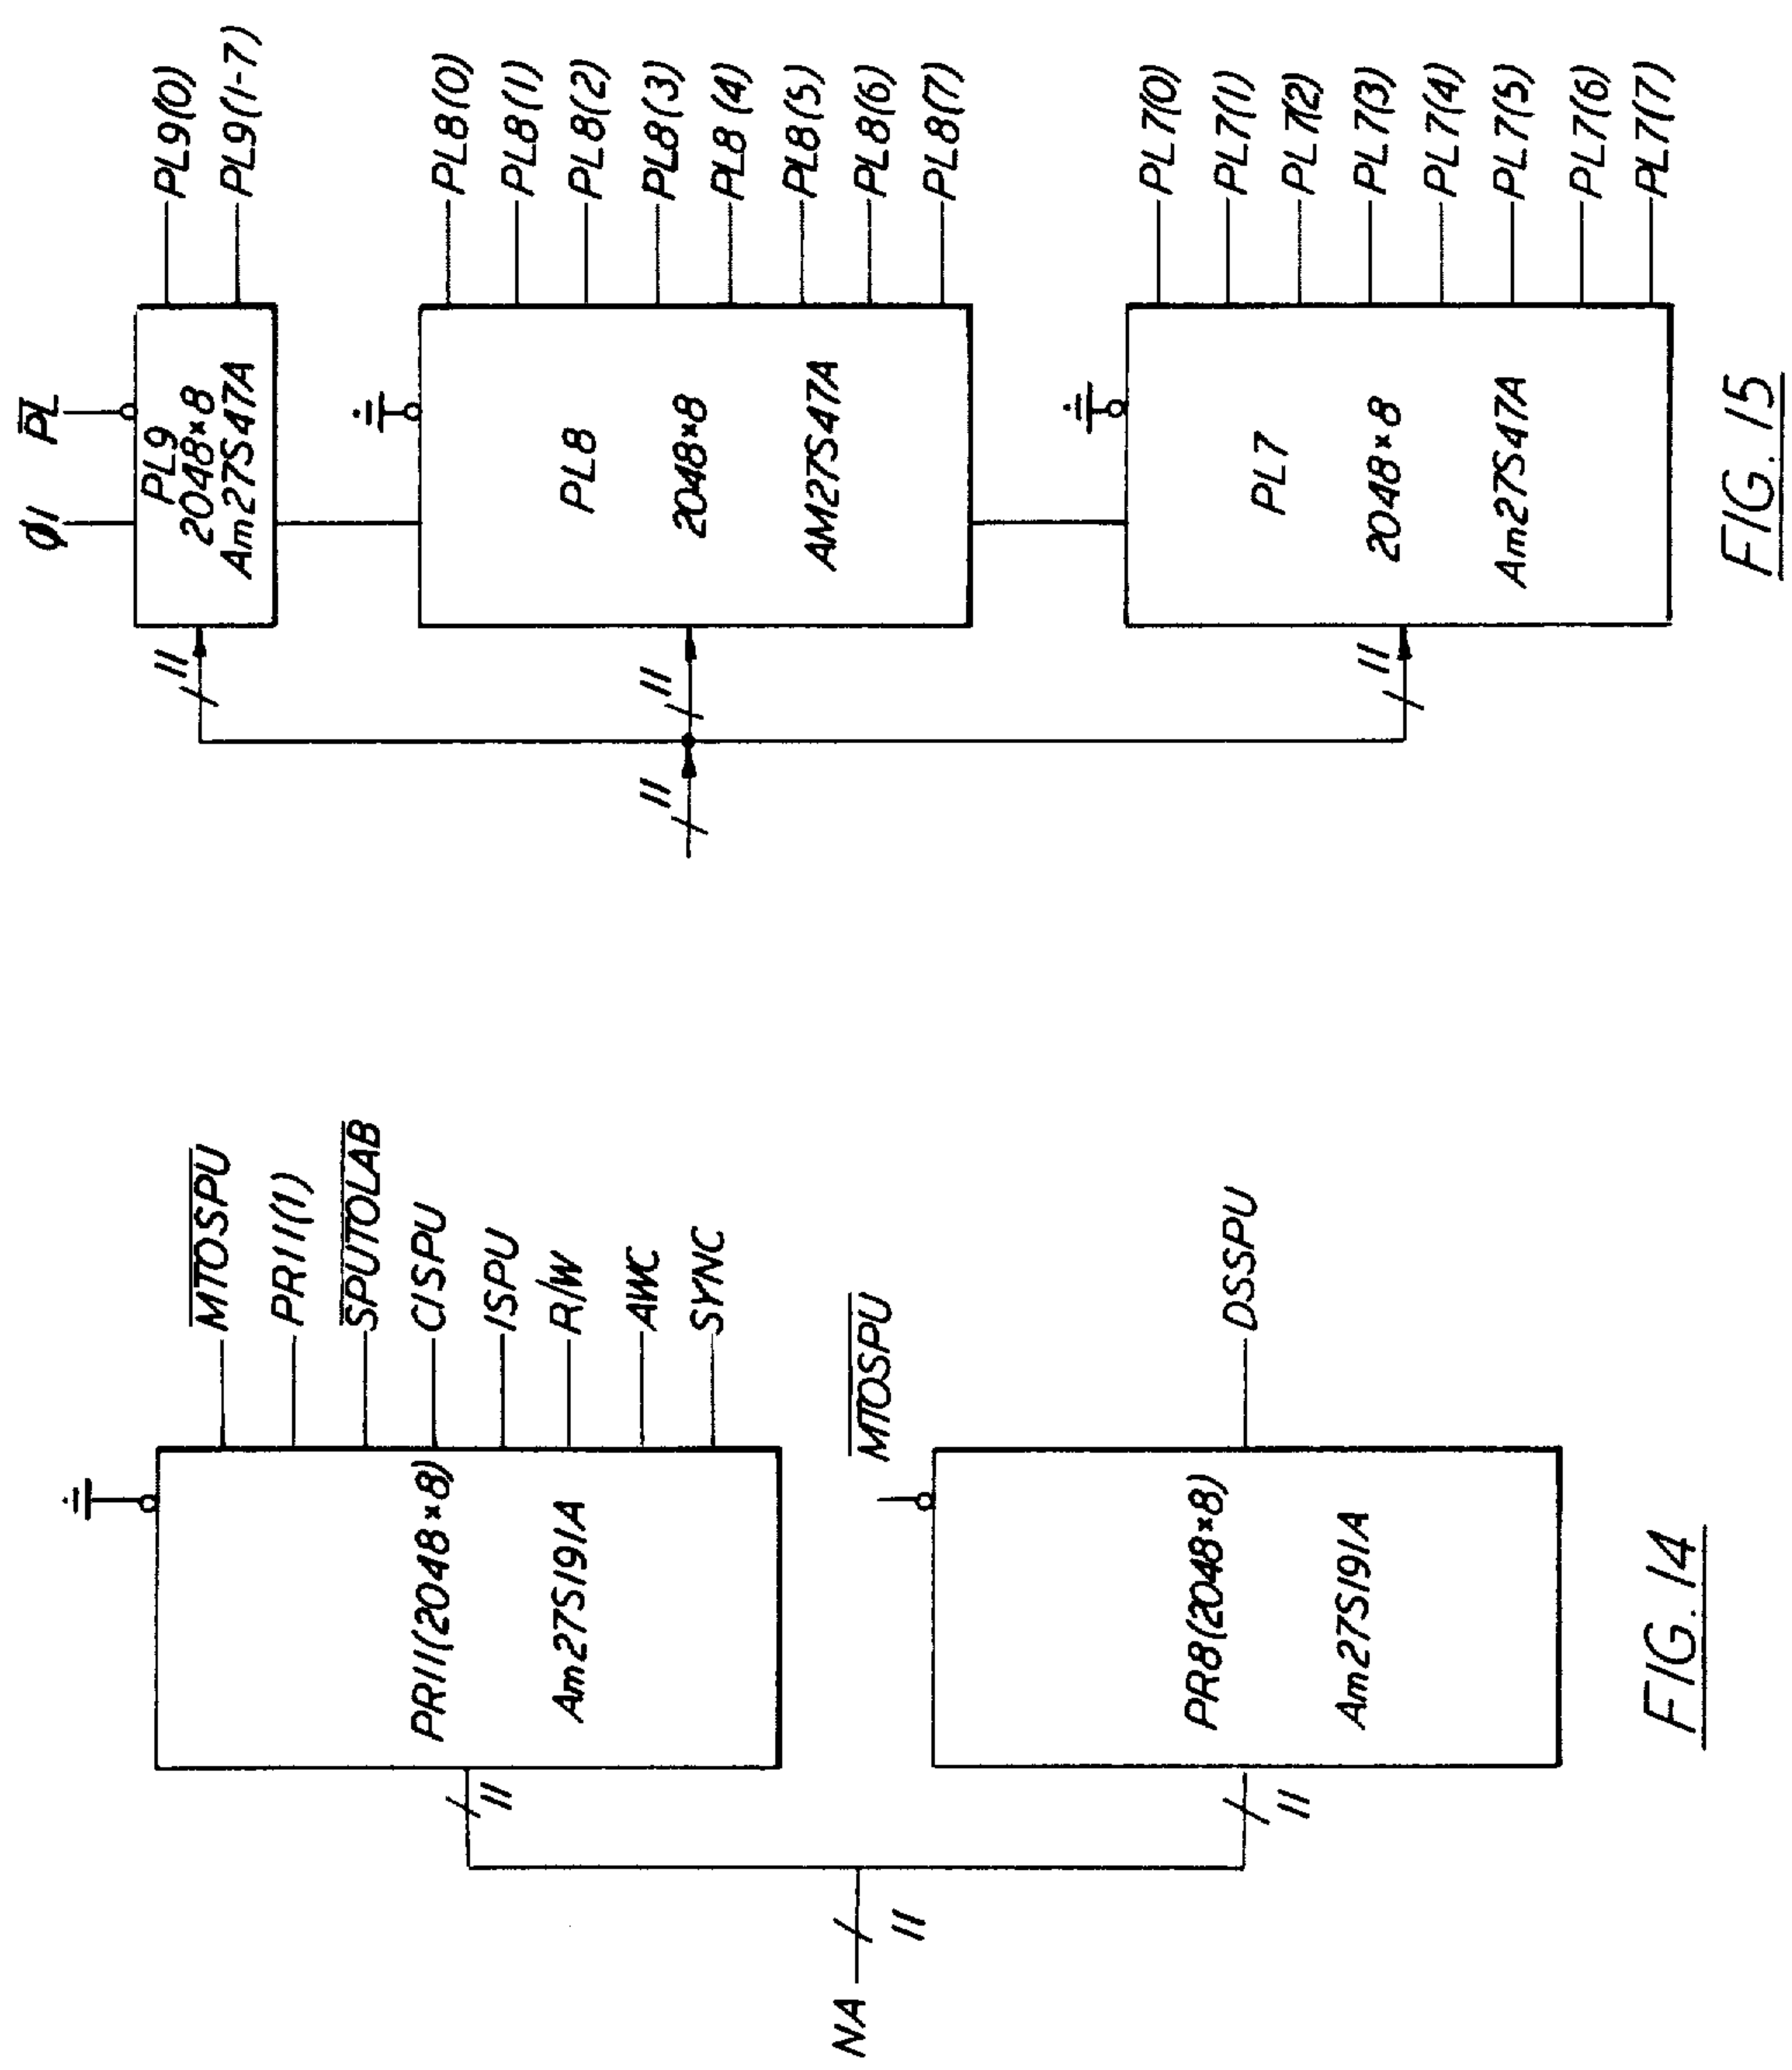 NA
11
11
PR11(2048×8)
Am27S191A
M̅T̅O̅S̅P̅U̅
PR11(1)
S̅P̅U̅T̅O̅L̅A̅B̅
CISPU
ISPU
R/W
AWC
SYNC
11
PR8(2048×8)
Am27S191A
M̅T̅O̅S̅P̅U̅
DSSPU
FIG. 14
11
11
Ø1
P̅L̅
PL9
2048×8
Am27S47A
PL9(0)
PL9(1-7)
11
PL8
2048×8
AM27S47A
PL8(0)
PL8(1)
PL8(2)
PL8(3)
PL8(4)
PL8(5)
PL8(6)
PL8(7)
11
PL7
2048×8
Am27S47A
PL7(0)
PL7(1)
PL7(2)
PL7(3)
PL7(4)
PL7(5)
PL7(6)
PL7(7)
FIG. 15